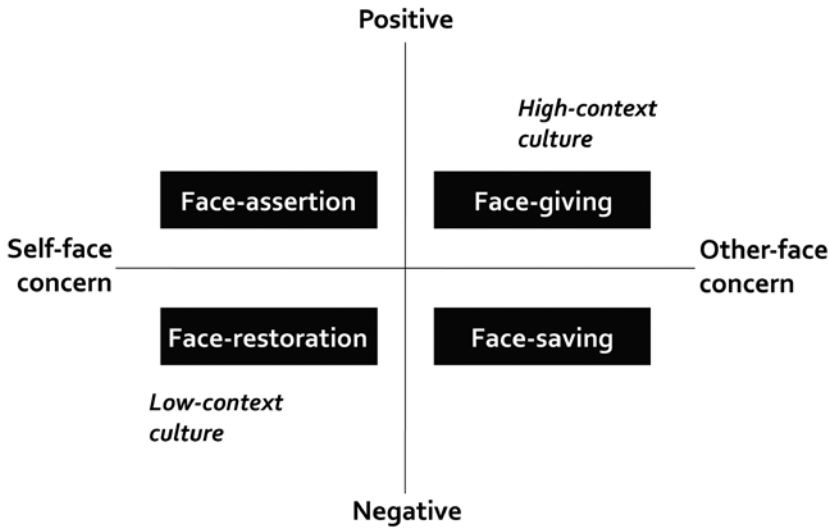 Positive
High-context
culture
Face-assertion
Face-giving
Self-face
concern
Other-face
concern
Face-restoration
Face-saving
Low-context
culture
Negative